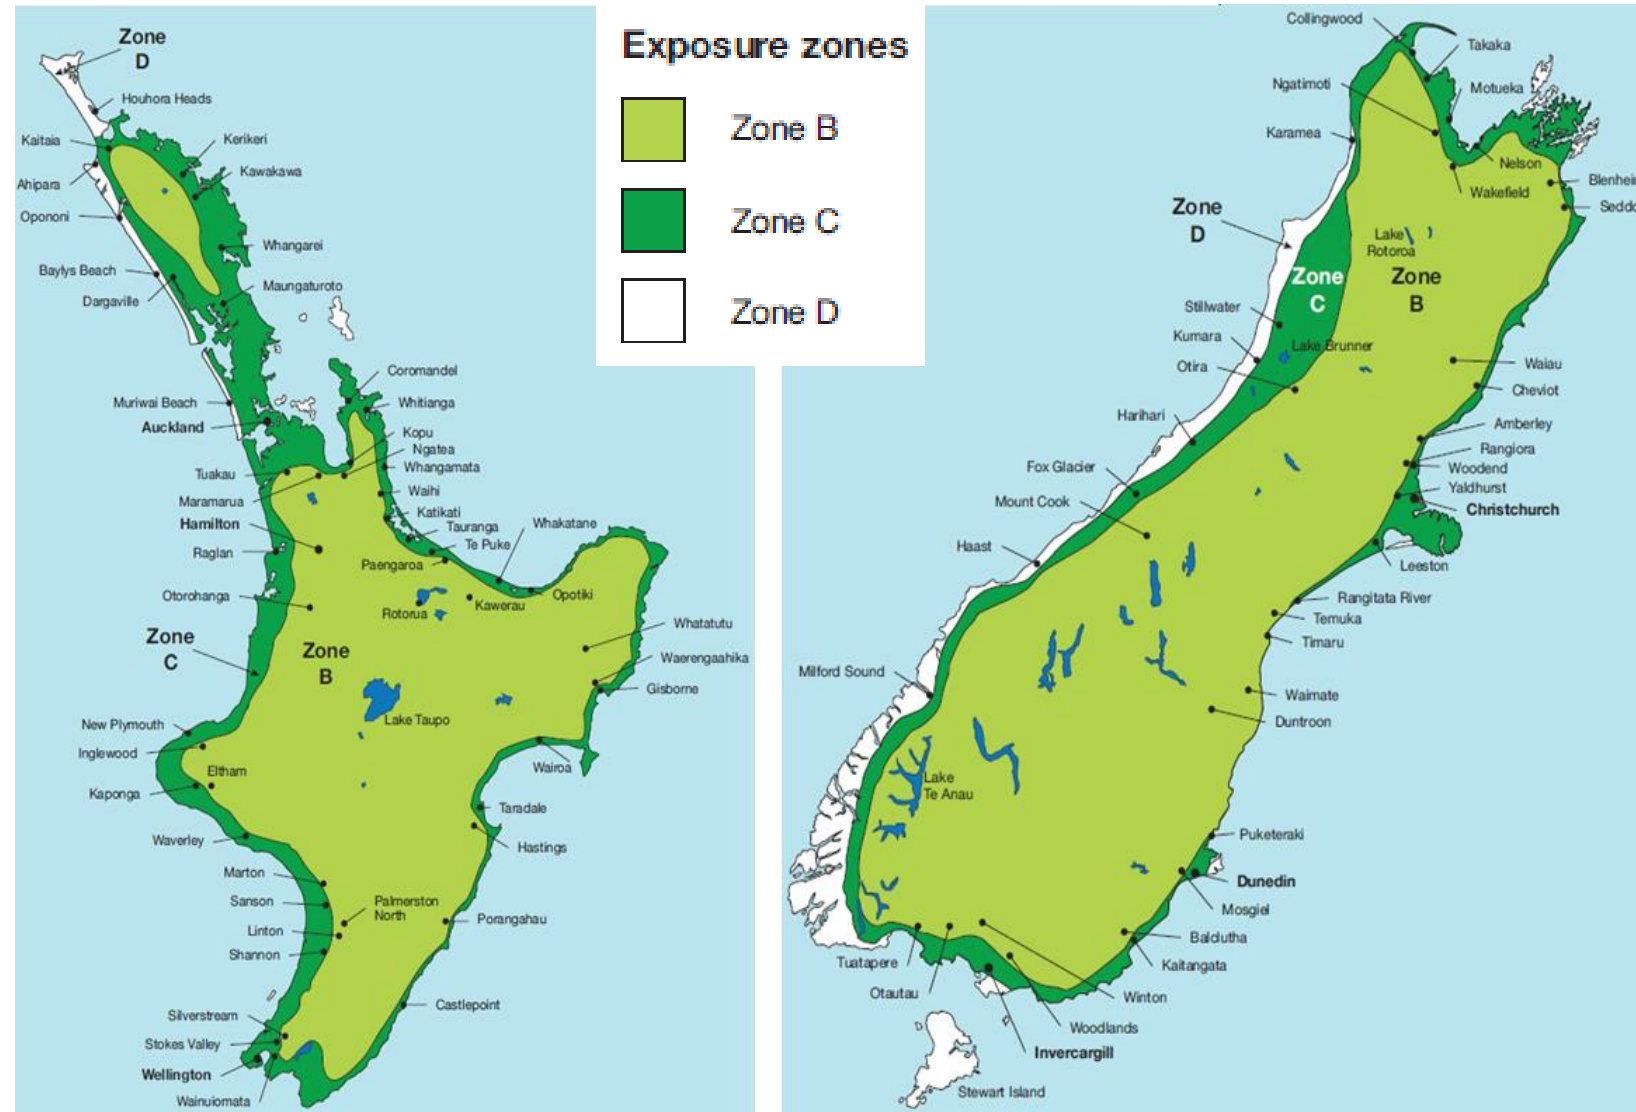 Zone
D
Houhora Heads
Kaitaia
Kerikeri
Ahipara
Kawakawa
Opononi
Whangarei
Baylys Beach
Maungaturoto
Dargaville
Coromandel
Muriwai Beach
Whitianga
Auckland
Kopu
Ngatea
Tuakau
Whangamata
Maramarua
Waihi
Hamilton
Katikati
Tauranga
Whakatane
Raglan
Te Puke
Paengaroa
Otorohanga
Rotorua
Kawerau
Opotiki
Whatatutu
Zone
C
Zone
B
Waerengaahika
Gisborne
Lake Taupo
New Plymouth
Inglewood
Wairoa
Eltham
Kaponga
Taradale
Waverley
Hastings
Marton
Sanson
Palmerston
North
Porangahau
Linton
Shannon
Castlepoint
Silverstream
Stokes Valley
Wellington
Wainuiomata
Exposure zones
Zone B
Zone C
Zone D
Collingwood
Takaka
Ngatimoti
Motueka
Karamea
Nelson
Blenhei
Wakefield
Seddo
Zone
D
Lake
Rotoroa
Zone
C
Zone
B
Stillwater
Kumara
Lake Brunner
Otira
Waiau
Cheviot
Harihari
Amberley
Rangiora
Fox Glacier
Woodend
Mount Cook
Yaldhurst
Christchurch
Haast
Leeston
Rangitata River
Temuka
Timaru
Milford Sound
Waimate
Duntroon
Lake
Te Anau
Puketeraki
Dunedin
Mosgiel
Balclutha
Tuatapere
Kaitangata
Otautau
Winton
Woodlands
Invercargill
Stewart Island